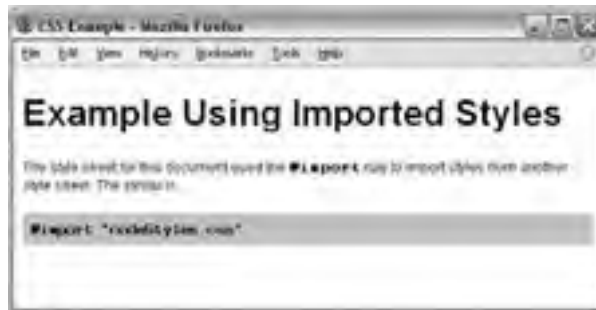 CSS Example - Mozilla Firefox
File Edit View History Bookmarks Tools Help
Example Using Imported Styles
The style sheet for this document used the @import rule to import styles from another
style sheet. The syntax is
@import "codeStyles.css"